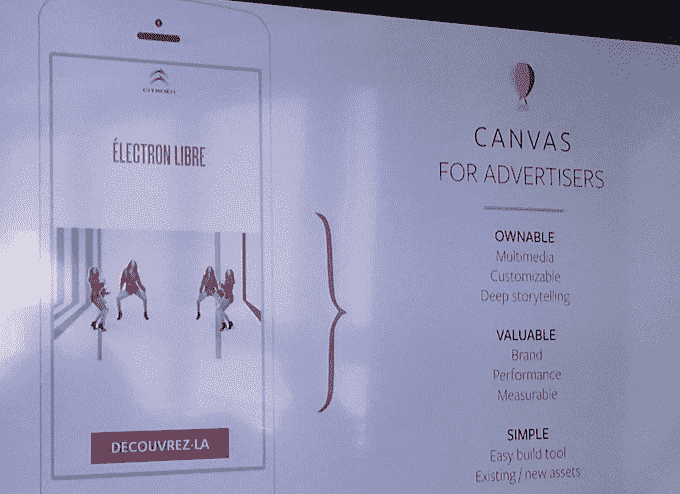 CITROËN
ÉLECTRON LIBRE
DÉCOUVREZ-LA
CANVAS
FOR ADVERTISERS
OWNABLE
Multimedia
Customizable
Deep storytelling
VALUABLE
Brand
Performance
Measurable
SIMPLE
Easy build tool
Existing / new assets